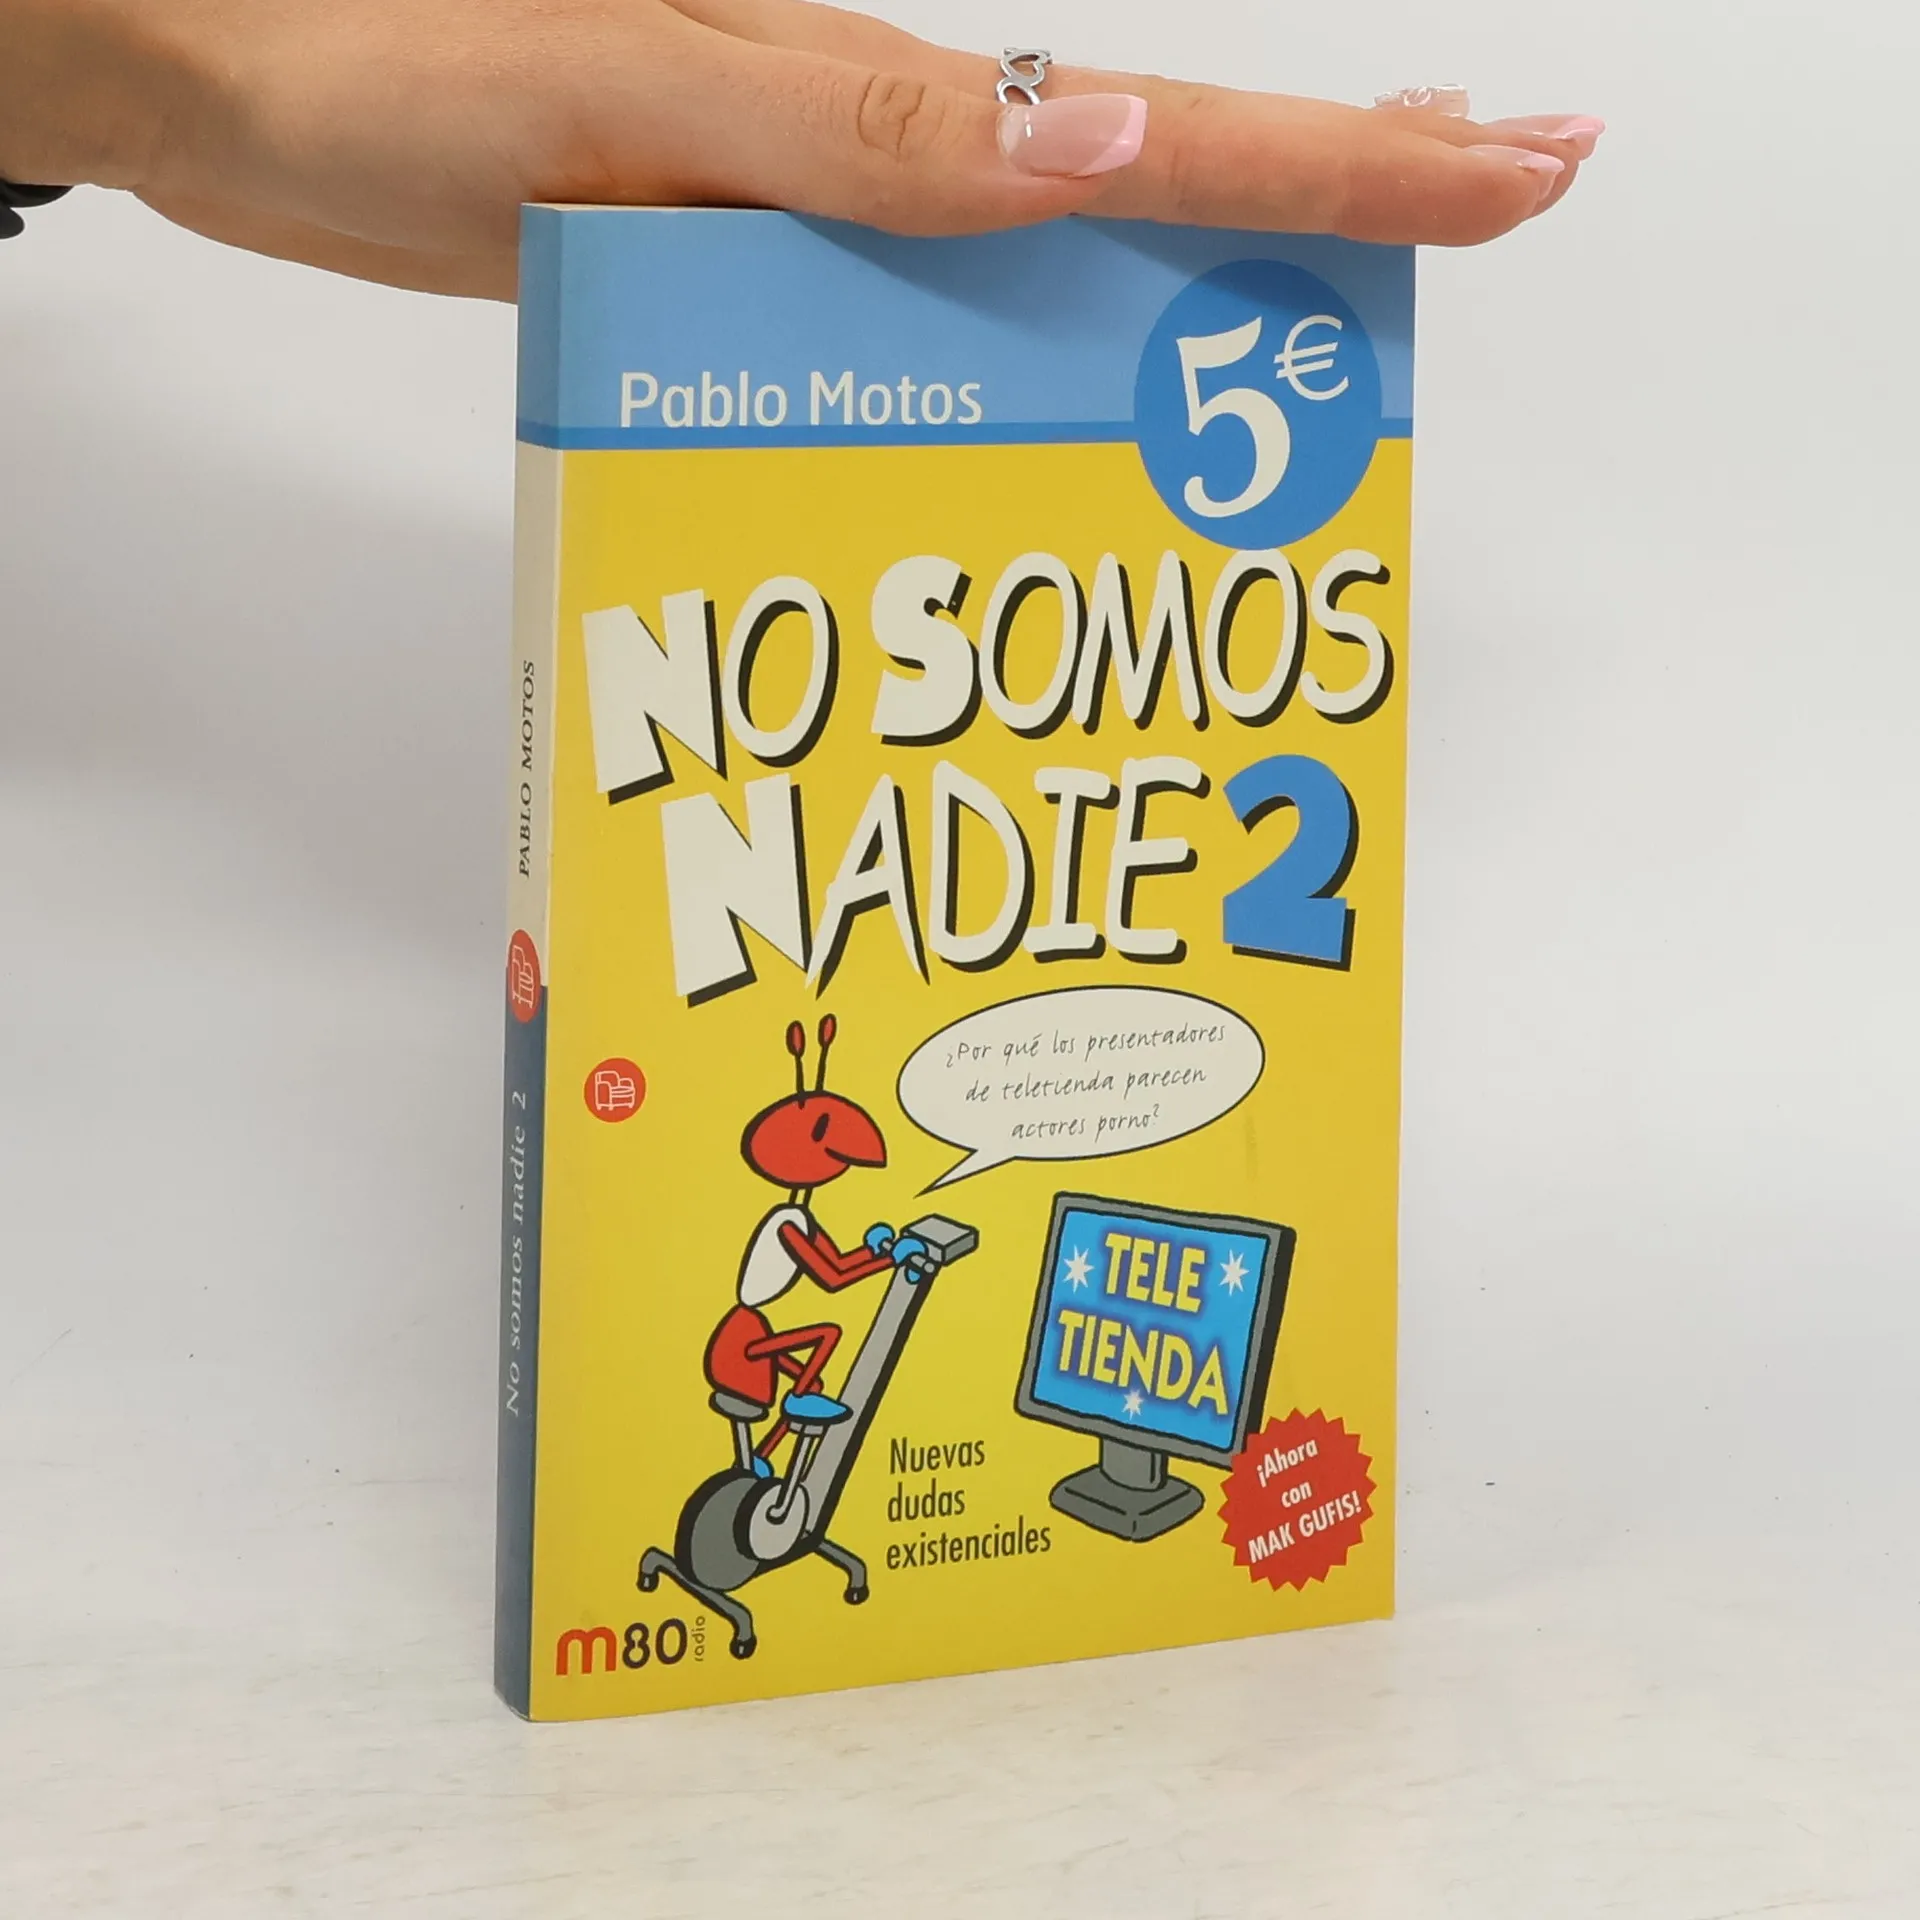 Pablo Motos
5€
NO SOMOS
NADIE 2
¿Por qué los presentadores
de teletienda parecen
actores porno?
TELE
TIENDA
Nuevas
dudas
existenciales
¡Ahora
con
MAK GUFIS!
m80 radio
PABLO MOTOS
No somos nadie 2